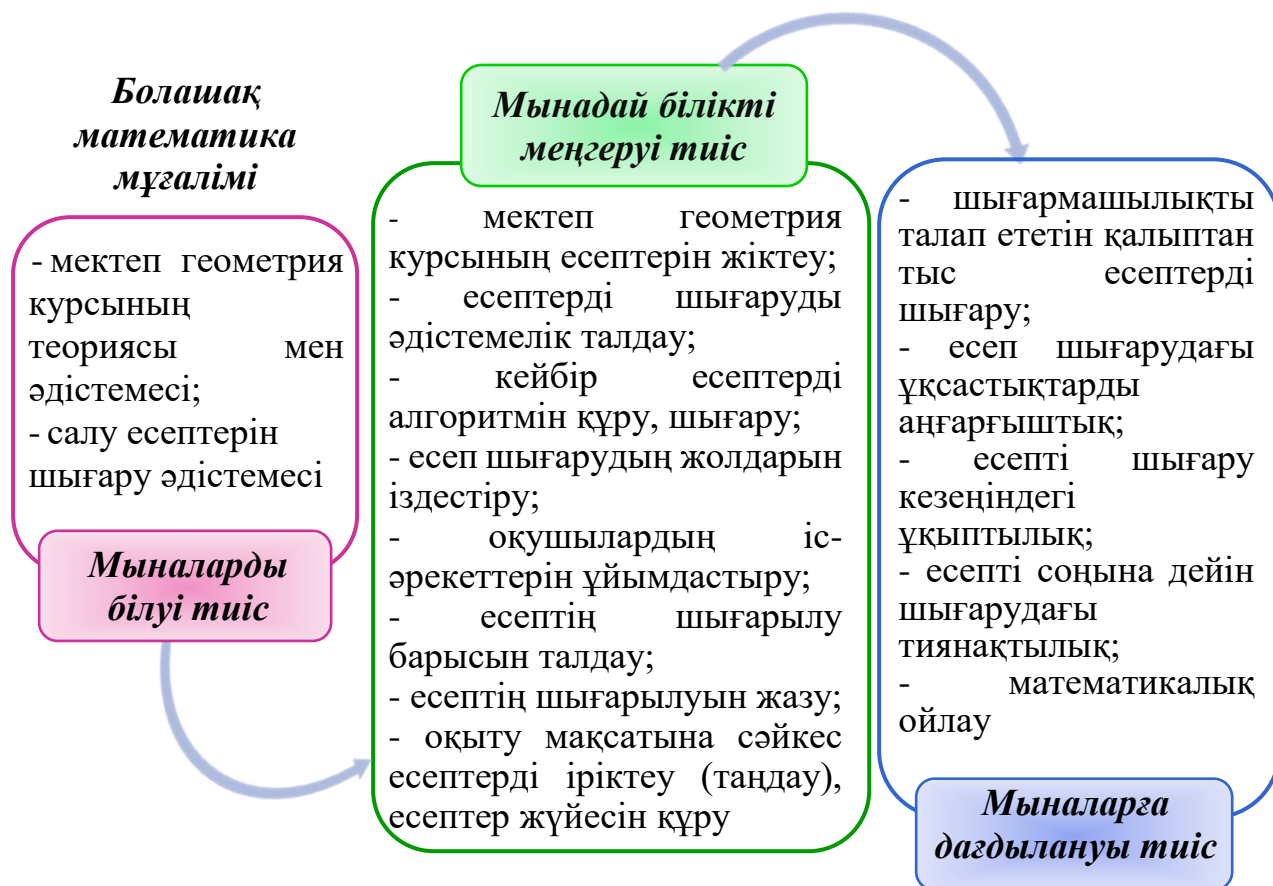 Болашақ
математика
мұғалімі
- мектеп геометрия
курсының
теориясы мен
әдістемесі;
- салу есептерін
шығару әдістемесі
Мыналарды
білуі тиіс
Мынадай білікті
меңгеруі тиіс
- мектеп геометрия
курсының есептерін жіктеу;
- есептерді шығаруды
әдістемелік талдау;
- кейбір есептерді
алгоритмін құру, шығару;
- есеп шығарудың жолдарын
іздестіру;
- оқушылардың іс-
әрекеттерін ұйымдастыру;
- есептің шығарылу
барысын талдау;
- есептің шығарылуын жазу;
- оқыту мақсатына сәйкес
есептерді іріктеу (таңдау),
есептер жүйесін құру
- шығармашылықты
талап ететін қалыптан
тыс есептерді
шығару;
- есеп шығарудағы
ұқсастықтарды
аңғарғыштық;
- есепті шығару
кезеңіндегі
ұқыптылық;
- есепті соңына дейін
шығарудағы
тиянақтылық;
- математикалық
ойлау
Мыналарға
дағдылануы тиіс